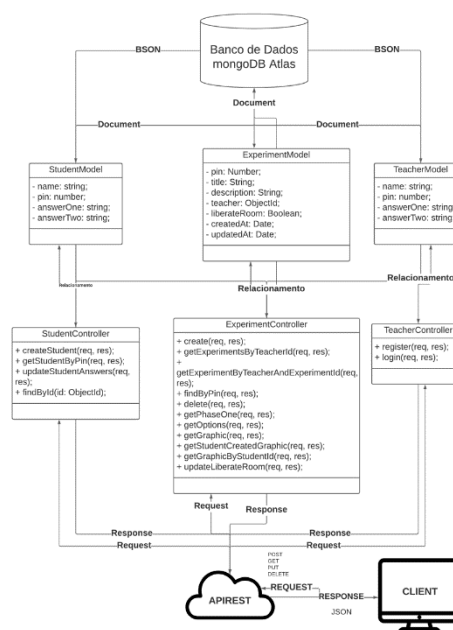 Banco de Dados
mongoDB Atlas
BSON
BSON
Document
Document
Document
StudentModel
- name: string;
- pin: number;
- answerOne: string;
- answerTwo: string;
ExperimentModel
- pin: Number;
- title: String;
- description: String;
- teacher: ObjectId;
- liberateRoom: Boolean;
- createdAt: Date;
- updatedAt: Date;
TeacherModel
- name: string;
- pin: number;
- answerOne: string;
- answerTwo: string;
Relacionamento
Relacionamento
Relacionamento
StudentController
+ createStudent(req, res);
+ getStudentByPin(req, res);
+ updateStudentAnswers(req,
res);
+ findById(id: ObjectId);
ExperimentController
+ create(req, res);
+ getExperimentsByTeacherId(req, res);
+
getExperimentByTeacherAndExperimentId(req,
res);
+ findByPin(req, res);
+ delete(req, res);
+ getPhaseOne(req, res);
+ getOptions(req, res);
+ getGraphic(req, res);
+ getStudentCreatedGraphic(req, res);
+ getGraphicByStudentId(req, res);
+ updateLiberateRoom(req, res);
TeacherController
+ register(req, res);
+ login(req, res);
Request
Response
Response
Response
Request
Request
POST
GET
PUT
DELETE
REQUEST
RESPONSE
JSON
APIREST
CLIENT